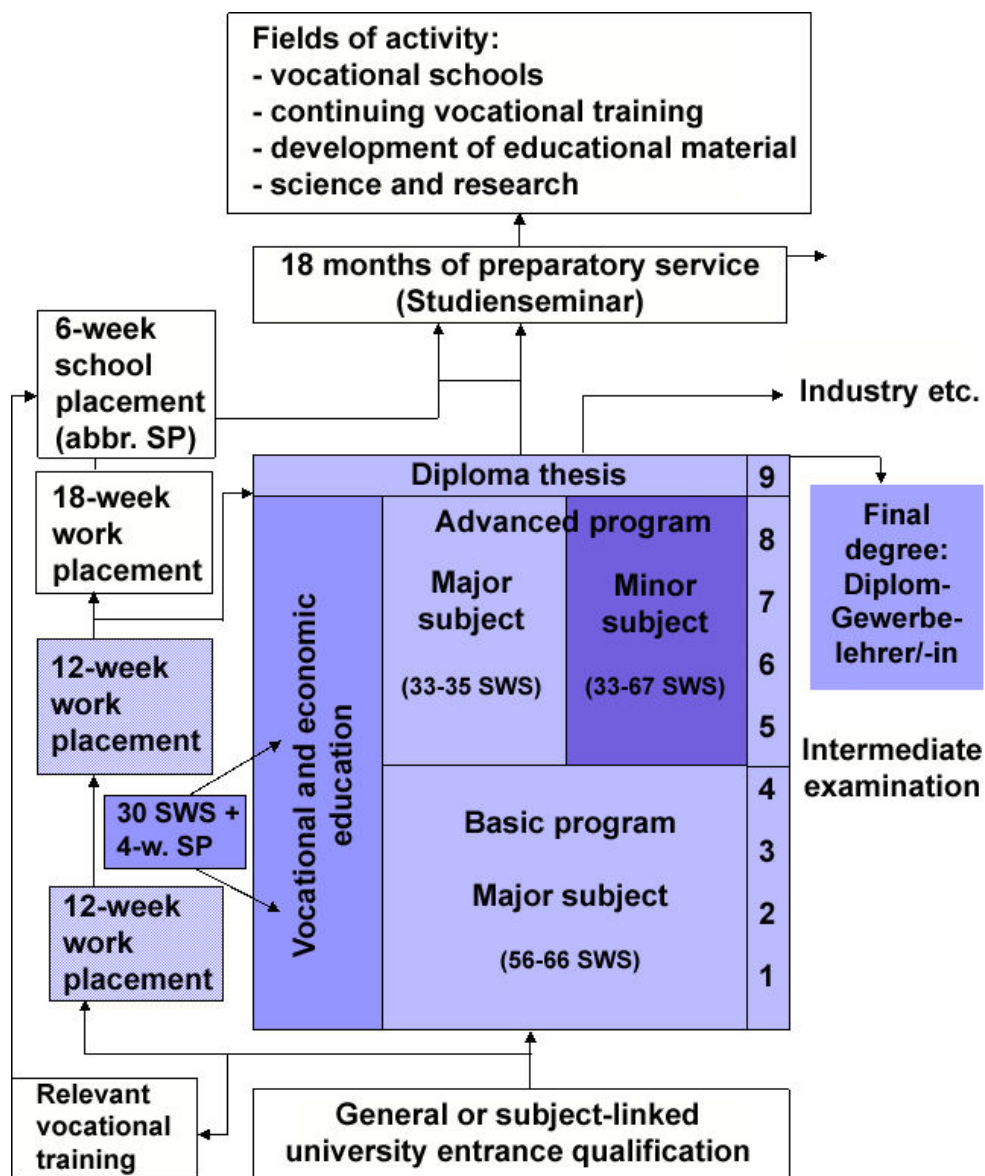 Fields of activity:
- vocational schools
- continuing vocational training
- development of educational material
- science and research
18 months of preparatory service
(Studienseminar)
6-week
school
placement
(abbr. SP)
Industry etc.
18-week
work
placement
Diploma thesis
9
Final
degree:
Diplom-
Gewerbe-
lehrer/-in
Advanced program
8
Major
subject
(33-35 SWS)
Minor
subject
(33-67 SWS)
7
6
5
12-week
work
placement
Vocational and economic
education
Intermediate
examination
30 SWS +
4-w. SP
Basic program
Major subject
(56-66 SWS)
4
3
2
1
12-week
work
placement
Relevant
vocational
training
General or subject-linked
university entrance qualification